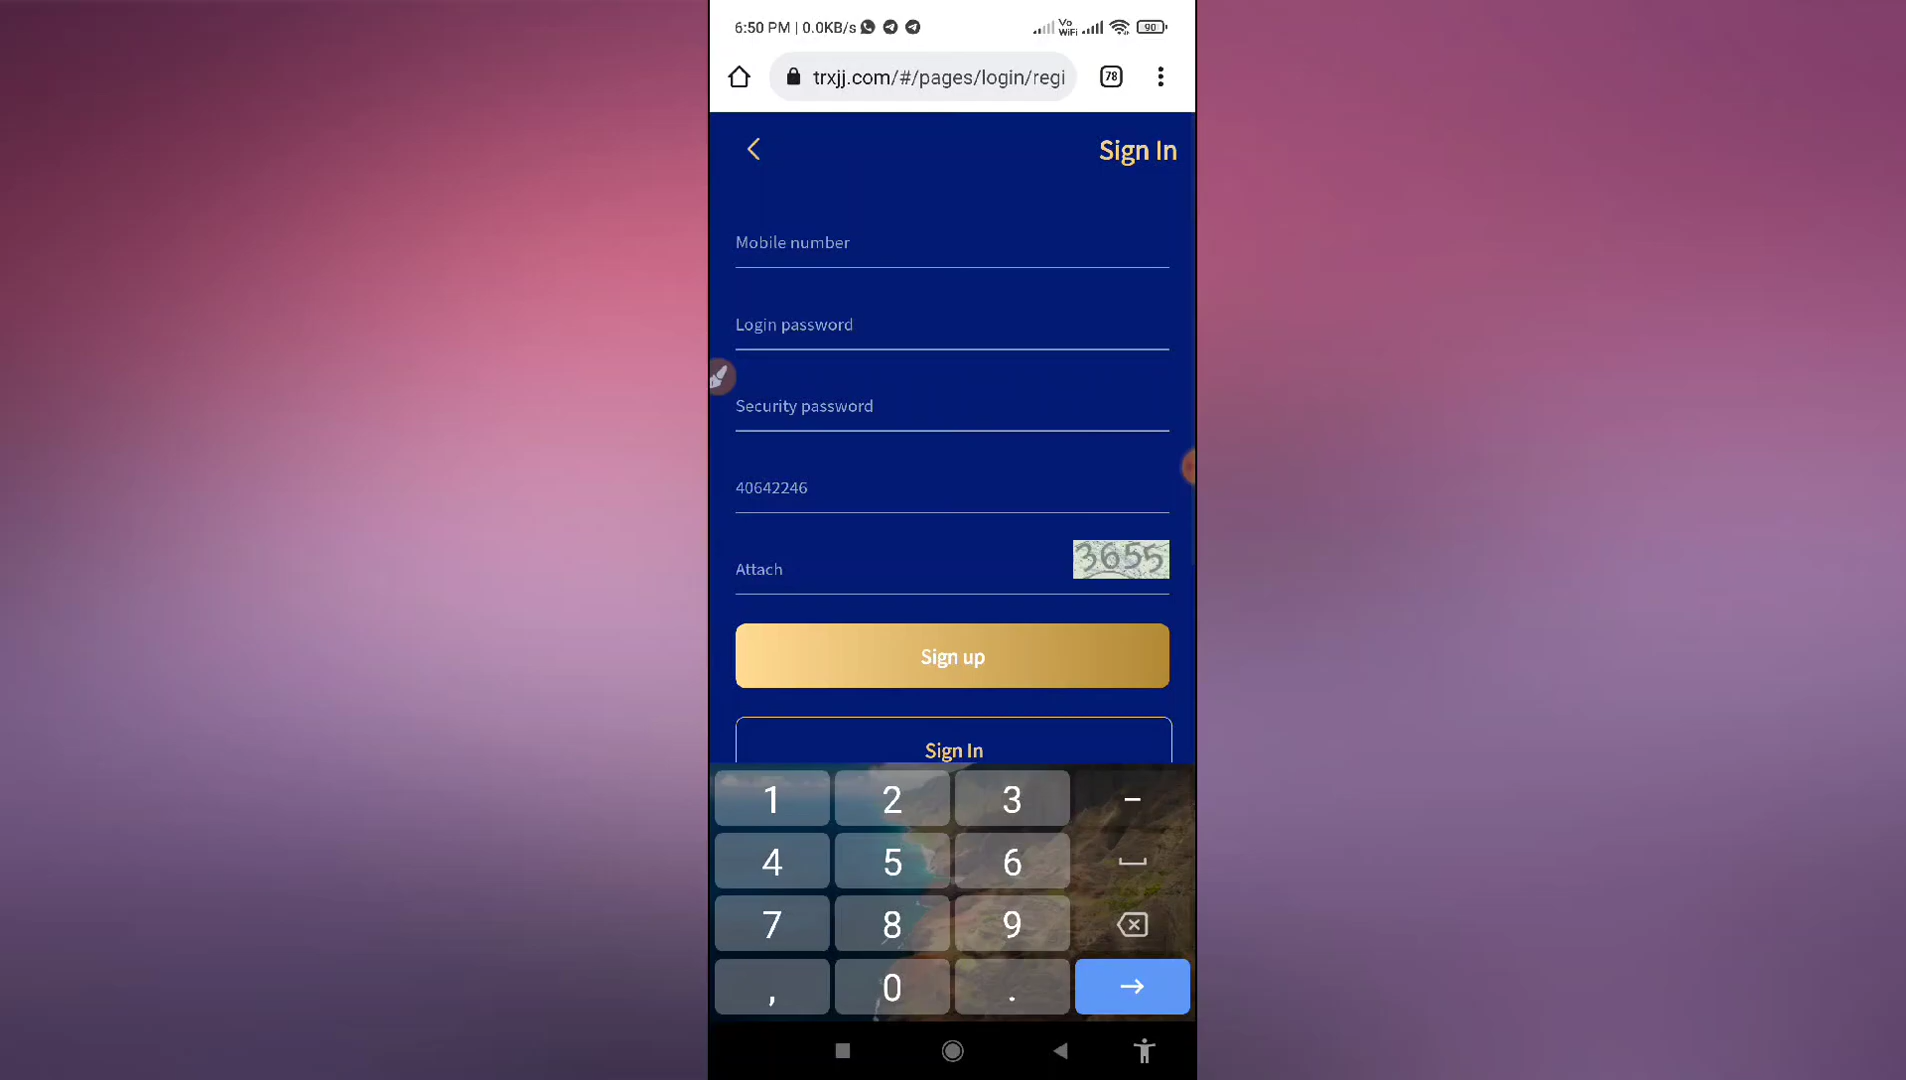 6:50 PM | 0.0KB/s Vo WiFi 90
trxjj.com/#/pages/login/regi 78
Sign In
Mobile number
Login password
Security password
40642246
Attach 3655
Sign up
Sign In
1 2 3 -
4 5 6
7 8 9
, 0 .